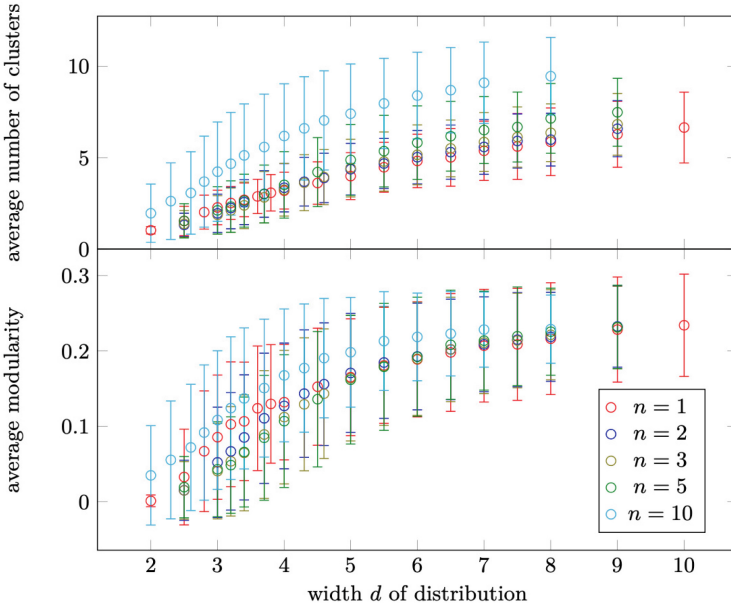 average number of clusters
10
5
0
average modularity
0.3
0.2
0.1
0
n = 1
n = 2
n = 3
n = 5
n = 10
2 3 4 5 6 7 8 9 10
width d of distribution